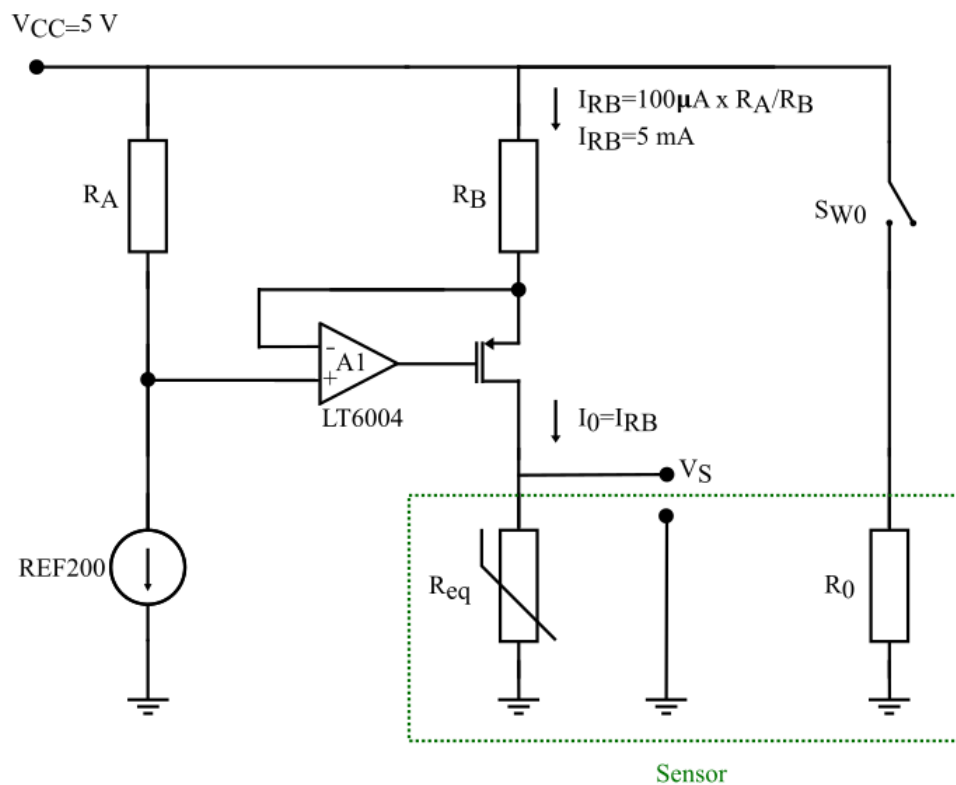 VCC=5 V
IRB=100μA x RA/RB
IRB=5 mA
RA
RB
SW0
-
A1
+
LT6004
I0=IRB
VS
REF200
Req
R0
Sensor